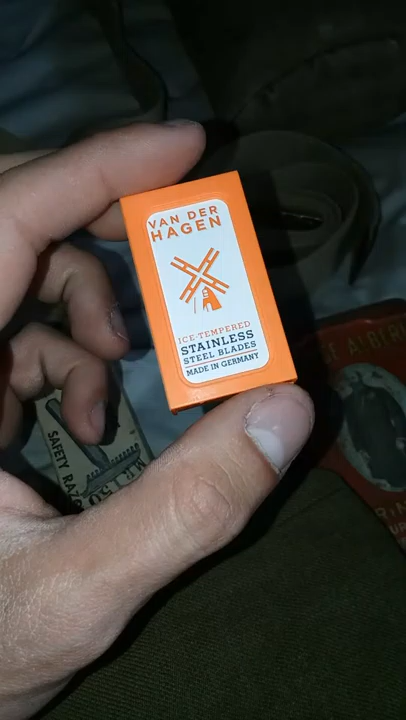 VAN DER
HAGEN
ICE-TEMPERED
STAINLESS
STEEL BLADES
MADE IN GERMANY
SAFETY RAZ